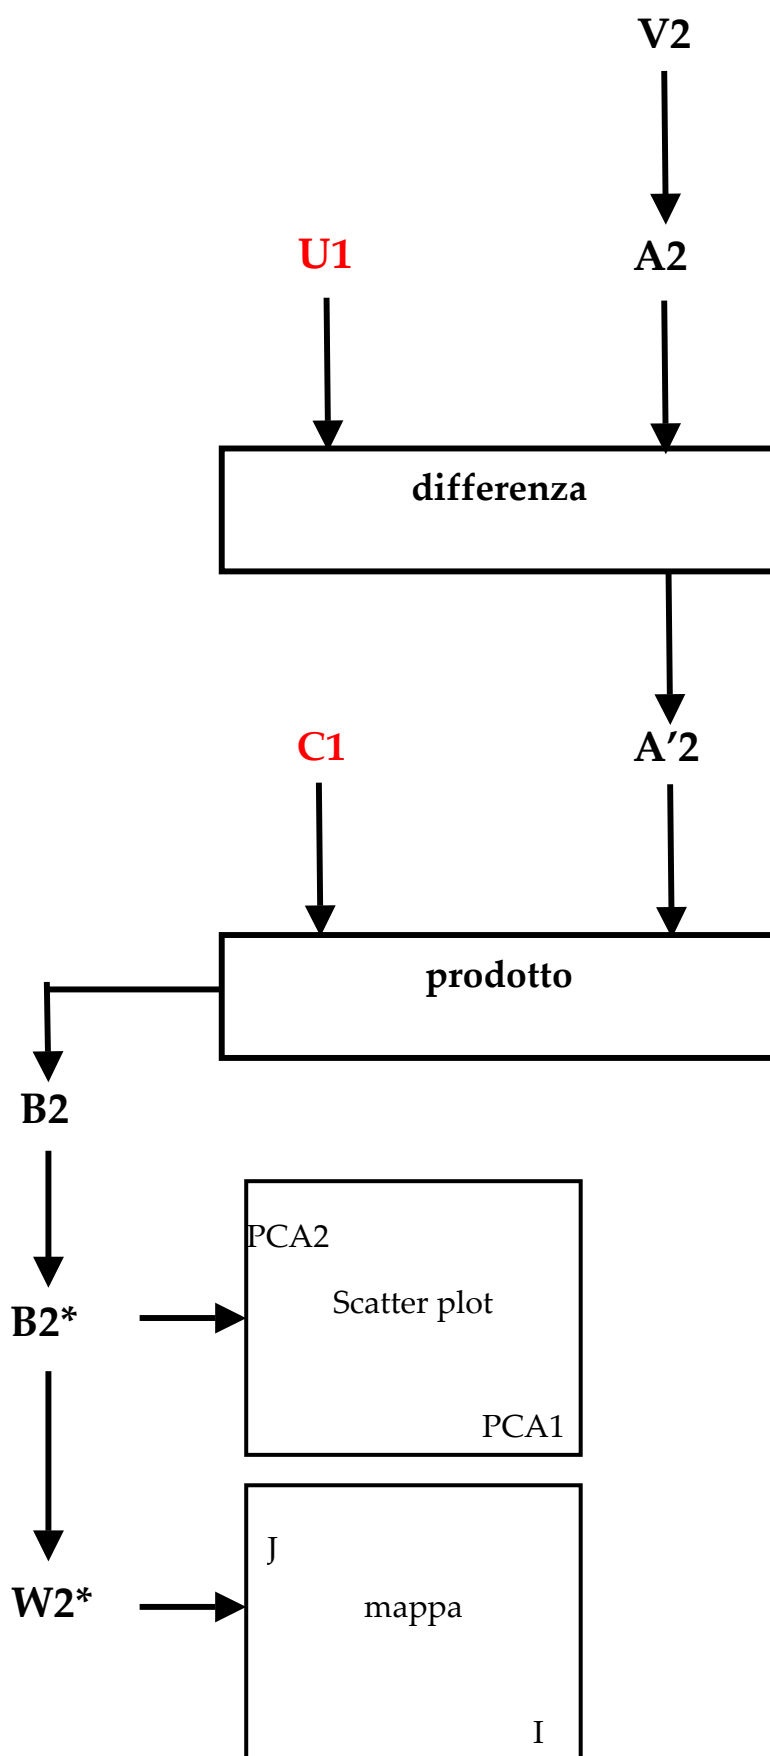 V2
U1
A2
differenza
C1
A’2
prodotto
B2
PCA2
Scatter plot
B2*
PCA1
J
W2*
mappa
I